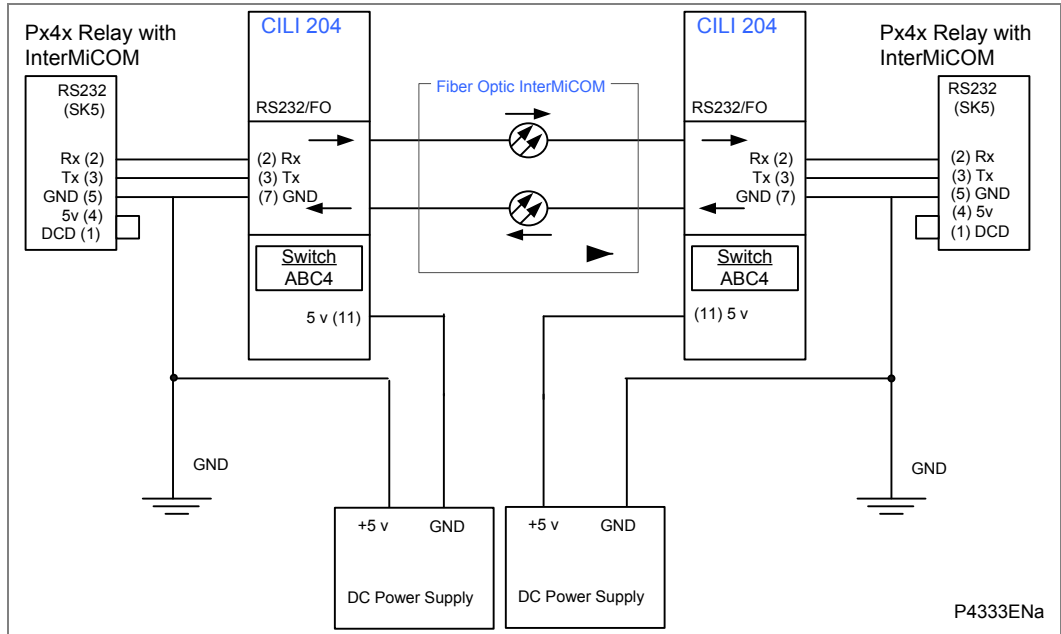 Px4x Relay with
InterMiCOM
RS232
(SK5)
Rx (2)
Tx (3)
GND (5)
5v (4)
DCD (1)
CILI 204
RS232/FO
(2) Rx
(3) Tx
(7) GND
Switch
ABC4
5 v (11)
Fiber Optic InterMiCOM
CILI 204
RS232/FO
Rx (2)
Tx (3)
GND (7)
Switch
ABC4
(11) 5 v
Px4x Relay with
InterMiCOM
RS232
(SK5)
(2) Rx
(3) Tx
(5) GND
(4) 5v
(1) DCD
GND
GND
+5 v GND
DC Power Supply
+5 v GND
DC Power Supply
P4333ENa